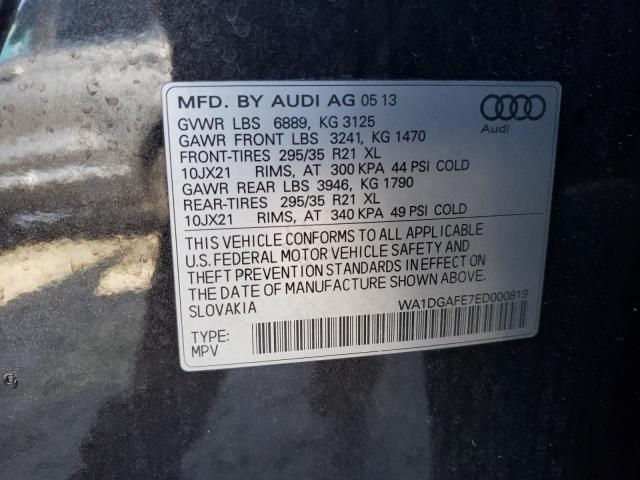 MFD. BY AUDI AG 05 13
Audi
GVWR LBS 6889, KG 3125
GAWR FRONT LBS 3241, KG 1470
FRONT-TIRES 295/35 R21 XL
10JX21 RIMS, AT 300 KPA 44 PSI COLD
GAWR REAR LBS 3946, KG 1790
REAR-TIRES 295/35 R21 XL
10JX21 RIMS, AT 340 KPA 49 PSI COLD
THIS VEHICLE CONFORMS TO ALL APPLICABLE
U.S. FEDERAL MOTOR VEHICLE SAFETY AND
THEFT PREVENTION STANDARDS IN EFFECT ON
THE DATE OF MANUFACTURE SHOWN ABOVE.
SLOVAKIA
WA1DGAFE7ED000819
TYPE:
MPV